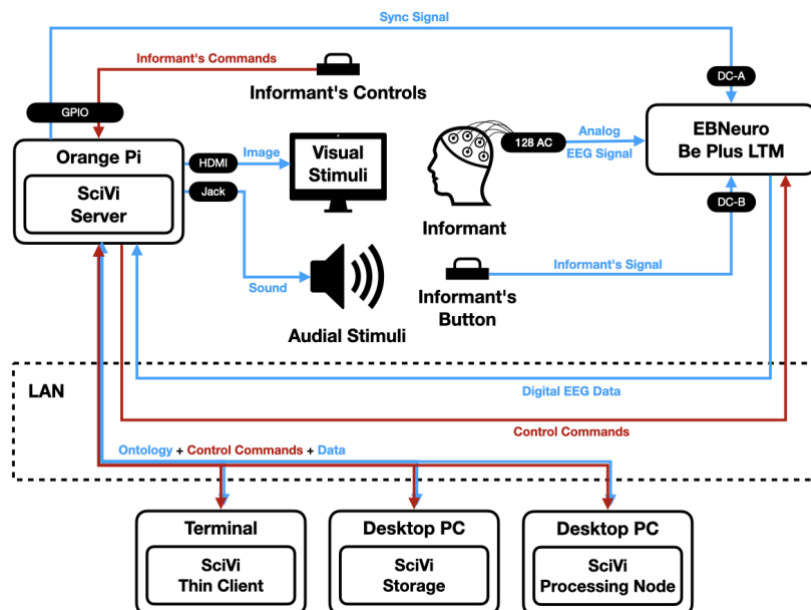 Sync Signal
Informant's Commands
Informant's Controls
GPIO
DC-A
Orange Pi
SciVi
Server
HDMI
Image
Jack
Sound
Visual
Stimuli
Audial Stimuli
128 AC
Analog
EEG Signal
Informant
EBNeuro
Be Plus LTM
DC-B
Informant's Signal
Informant's
Button
LAN
Digital EEG Data
Control Commands
Ontology + Control Commands + Data
Terminal
SciVi
Thin Client
Desktop PC
SciVi
Storage
Desktop PC
SciVi
Processing Node